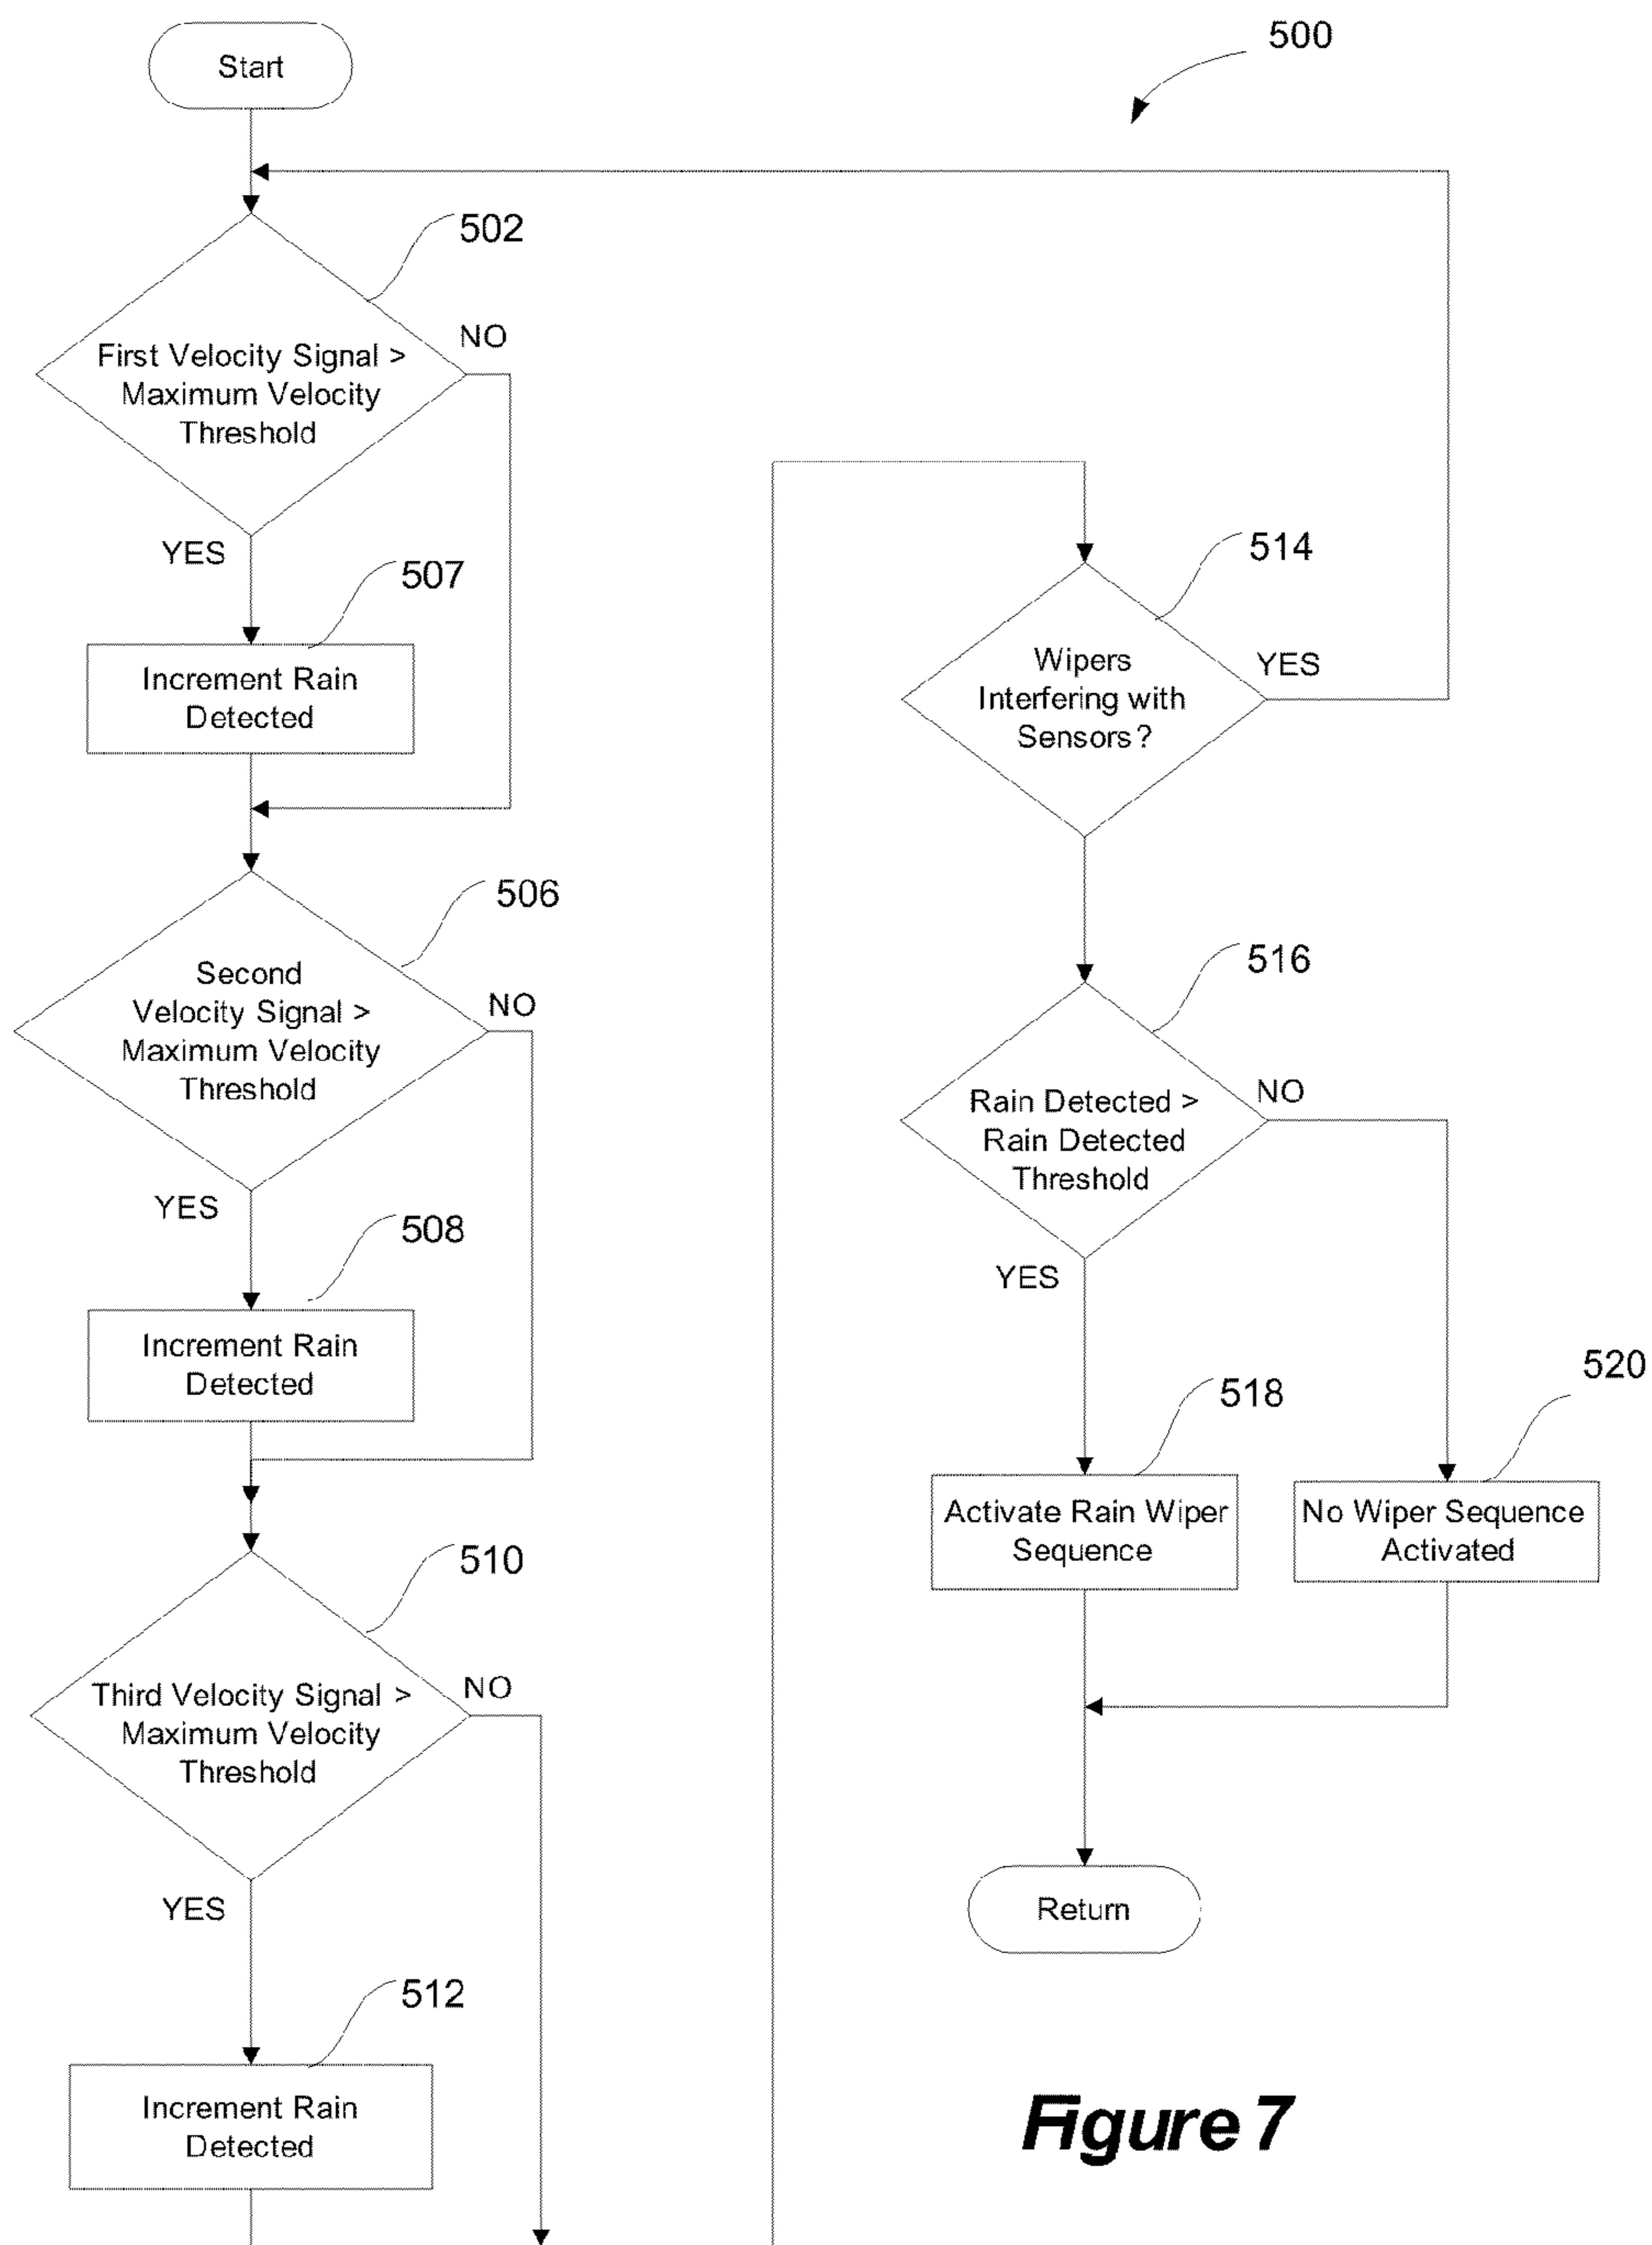 Start
500
502
First Velocity Signal >
Maximum Velocity
Threshold
NO
YES
507
Increment Rain
Detected
506
Second
Velocity Signal >
Maximum Velocity
Threshold
NO
YES
508
Increment Rain
Detected
510
Third Velocity Signal >
Maximum Velocity
Threshold
NO
YES
512
Increment Rain
Detected
514
Wipers
Interfering with
Sensors?
YES
516
Rain Detected >
Rain Detected
Threshold
NO
YES
518
Activate Rain Wiper
Sequence
520
No Wiper Sequence
Activated
Return
Figure 7